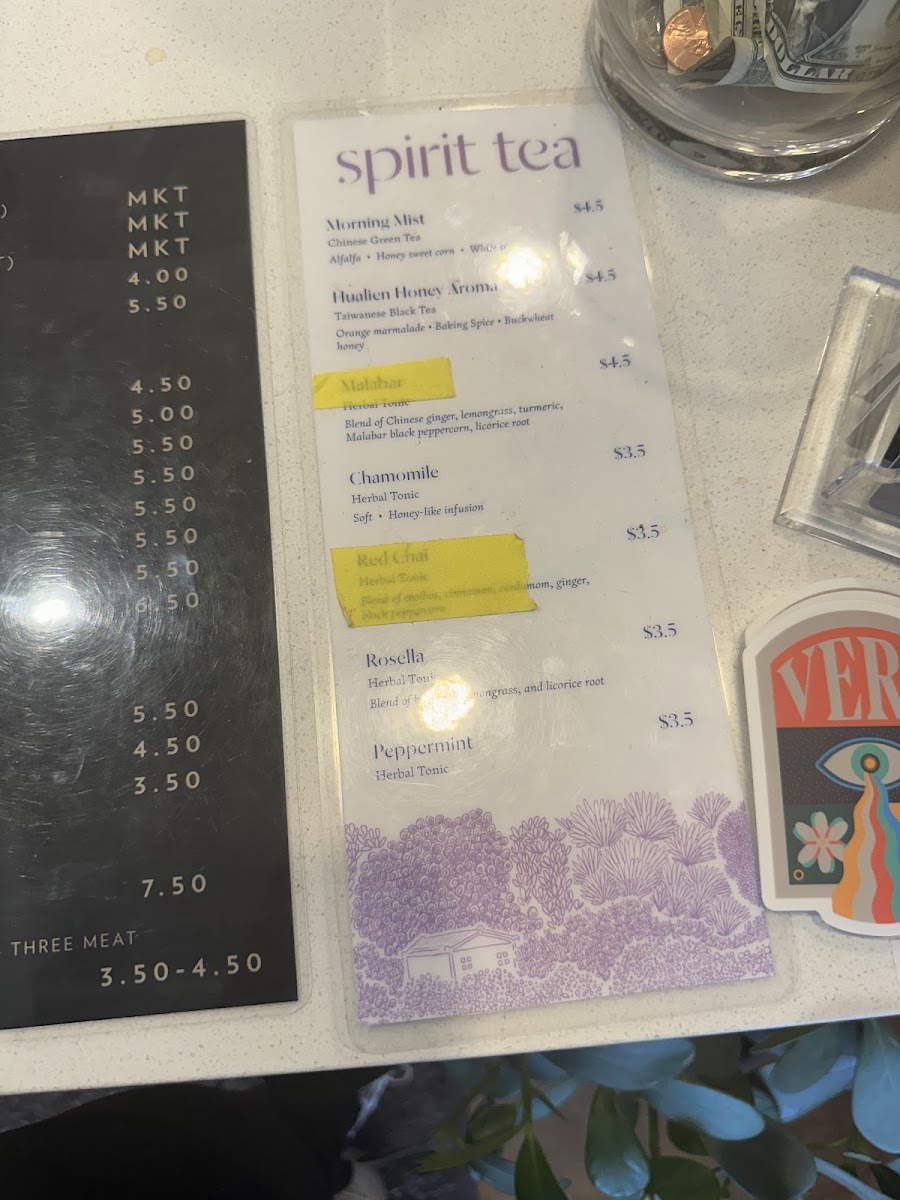 MKT
MKT
MKT
4.00
5.50
4.50
5.00
5.50
5.50
5.50
5.50
5.50
6.50
5.50
4.50
3.50
7.50
THREE MEAT
3.50-4.50
spirit tea
Morning Mist $4.5
Chinese Green Tea
Alfalfa • Honey sweet corn • White
Hualien Honey Aroma $4.5
Taiwanese Black Tea
Orange marmalade • Baking Spice • Buckwheat
honey
Malabar $4.5
Herbal Tonic
Blend of Chinese ginger, lemongrass, turmeric,
Malabar black peppercorn, licorice root
Chamomile $3.5
Herbal Tonic
Soft • Honey-like infusion
Red Chai $3.5
Herbal Tonic
Blend of rooibos, cinnamon, cardamom, ginger,
black peppercorn
Rosella $3.5
Herbal Tonic
Blend of lemongrass, and licorice root
Peppermint $3.5
Herbal Tonic
DOLLAR
VER